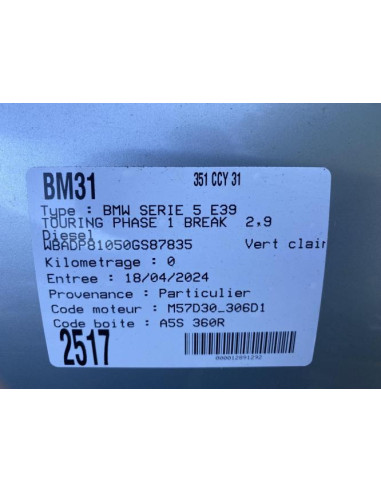 BM31 351 CCY 31
Type : BMW SERIE 5 E39
TOURING PHASE 1 BREAK 2.9
Diesel
WBADP81050GS87835 Vert clair
Kilometrage : 0
Entree : 18/04/2024
Provenance : Particulier
Code moteur : M57D30_306D1
Code boite : A5S 360R
2517
000012091292